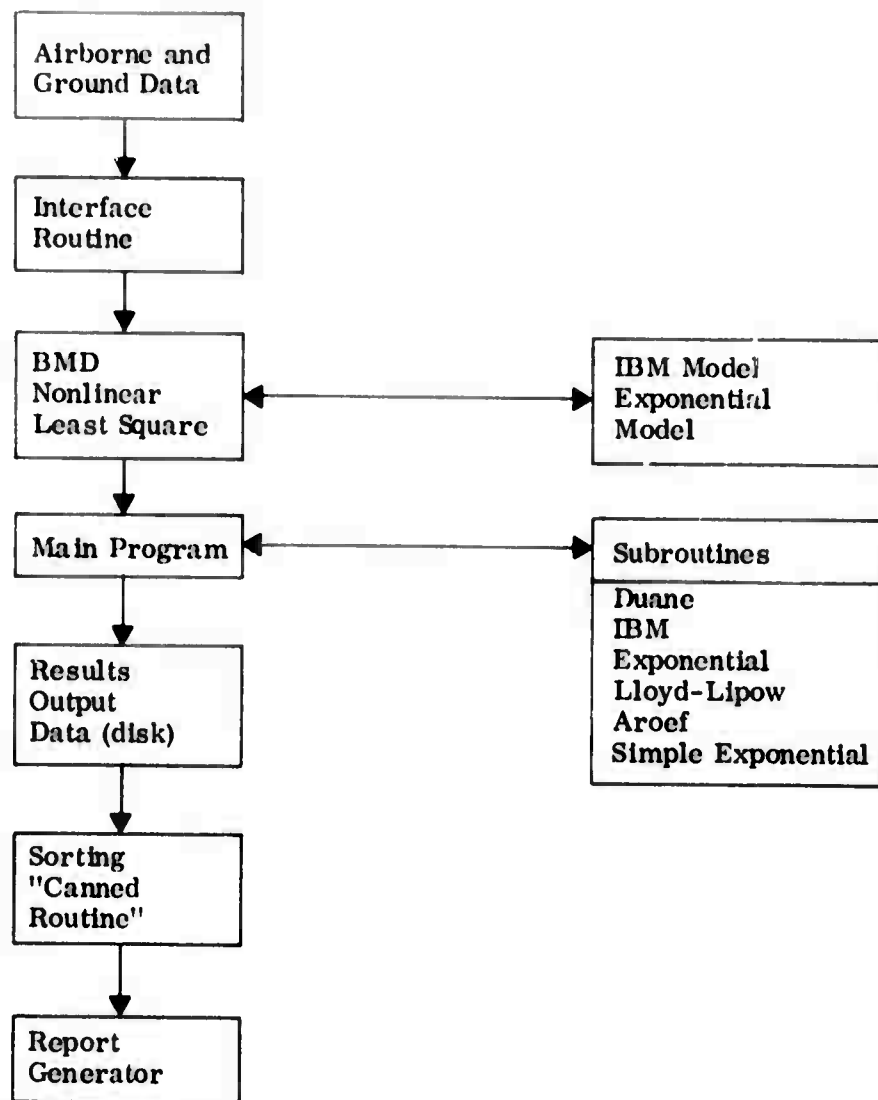 Airborne and
Ground Data
Interface
Routine
BMD
Nonlinear
Least Square
IBM Model
Exponential
Model
Main Program
Subroutines
Duane
IBM
Exponential
Lloyd-Lipow
Aroef
Simple Exponential
Results
Output
Data (disk)
Sorting
"Canned
Routine"
Report
Generator